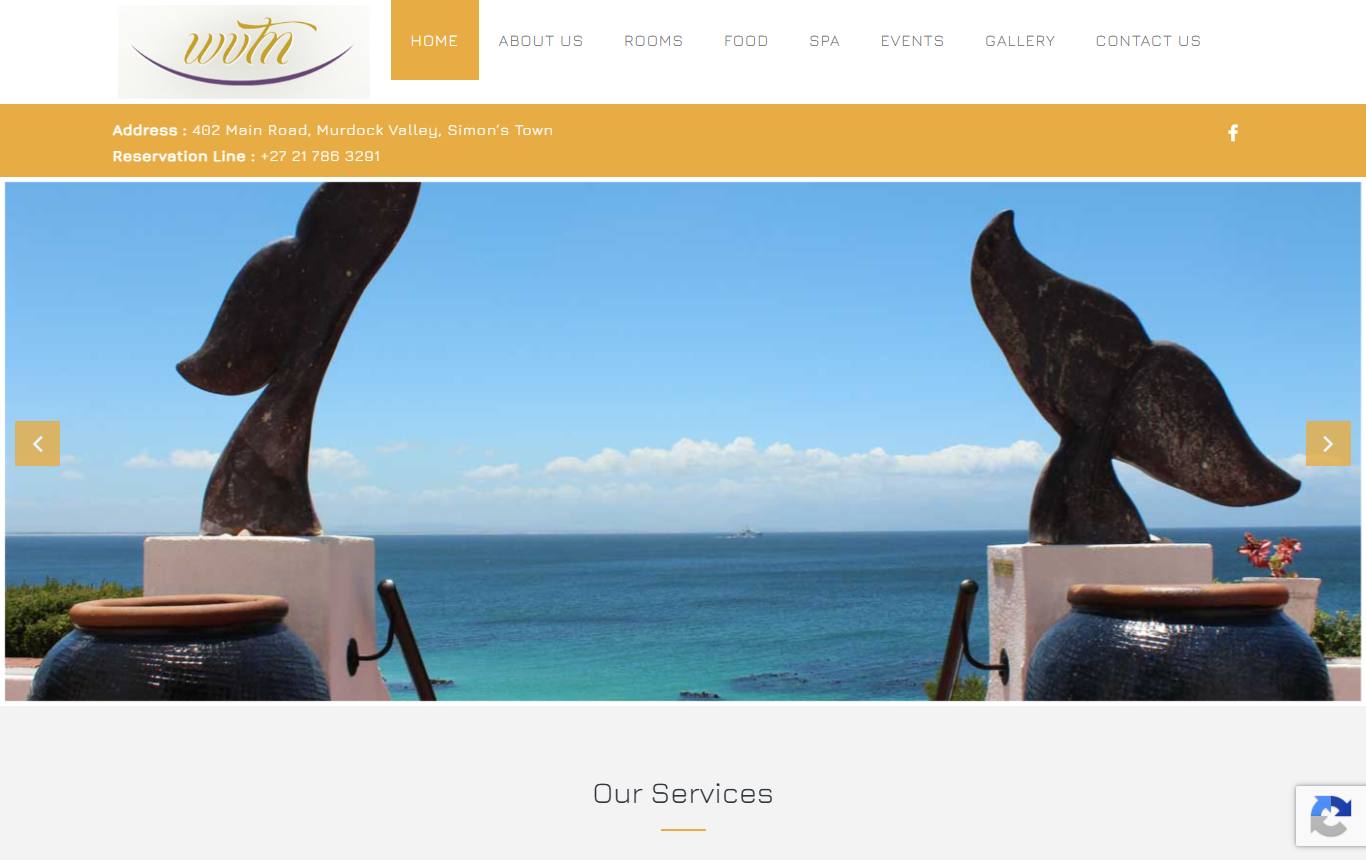 wvtm
HOME ABOUT US ROOMS FOOD SPA EVENTS GALLERY CONTACT US
Address : 402 Main Road, Murdock Valley, Simon's Town
Reservation Line : +27 21 786 3291
Our Services